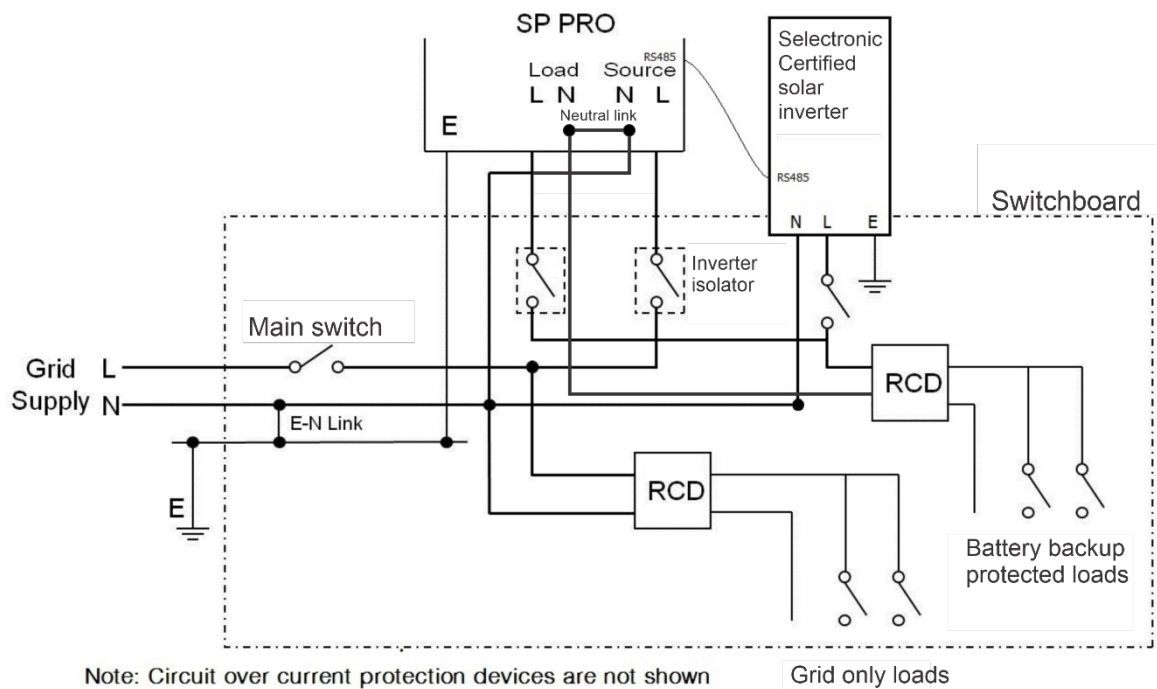 SP PRO
RS485
Load Source
L N N L
Neutral link
E
Selectronic
Certified
solar
inverter
RS485
N L E
Switchboard
Inverter
isolator
Main switch
Grid L
Supply N
E-N Link
E
RCD
RCD
Battery backup
protected loads
Grid only loads
Note: Circuit over current protection devices are not shown